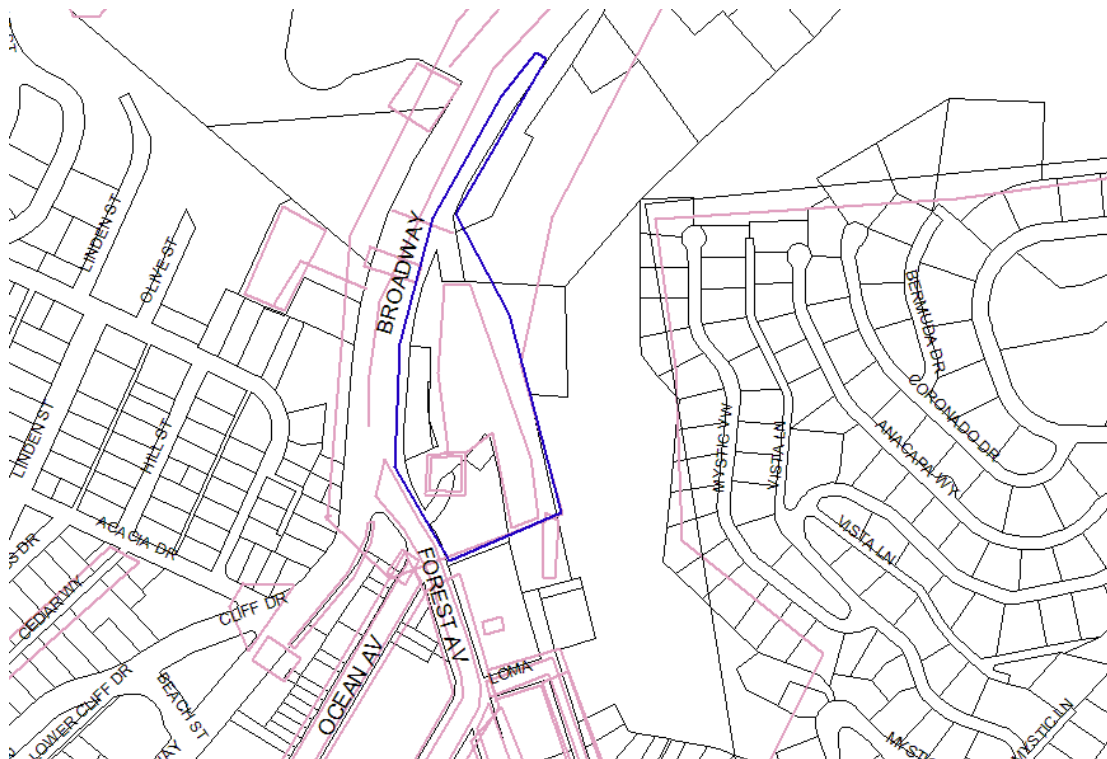 LINDEN ST
OLIVE ST
BROADWAY
BERMUDA DR
LINDEN ST
HILL ST
MYSTIC VW
VISTA LN
ANACAPA WY
CORONADO DR
ACACIA DR
VISTA LN
CEDAR WY
CLIFF DR
FOREST AV
OCEAN AV
LOMA
LOWER CLIFF DR
BEACH ST
MYSTIC LN